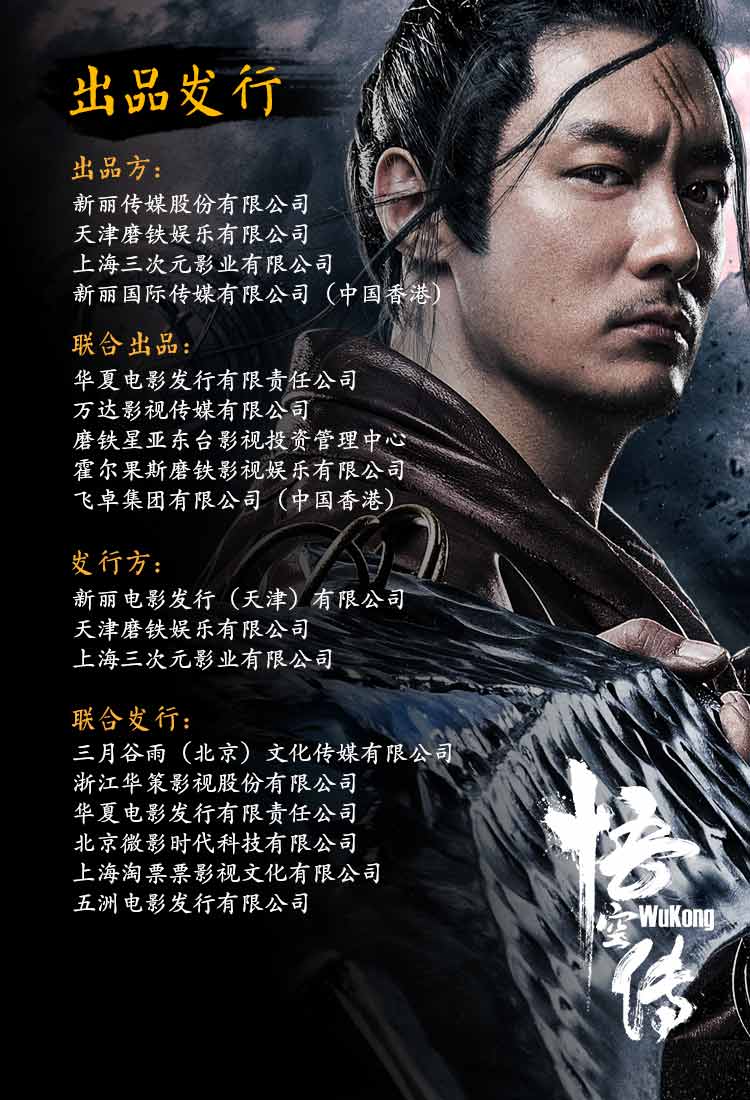 出品发行
出品方：
新丽传媒股份有限公司
天津磨铁娱乐有限公司
上海三次元影业有限公司
新丽国际传媒有限公司（中国香港）
联合出品：
华夏电影发行有限责任公司
万达影视传媒有限公司
磨铁星亚东台影视投资管理中心
霍尔果斯磨铁影视娱乐有限公司
飞卓集团有限公司（中国香港）
发行方：
新丽电影发行（天津）有限公司
天津磨铁娱乐有限公司
上海三次元影业有限公司
联合发行：
三月谷雨（北京）文化传媒有限公司
浙江华策影视股份有限公司
华夏电影发行有限责任公司
北京微影时代科技有限公司
上海淘票票影视文化有限公司
五洲电影发行有限公司
悟空传
WuKong